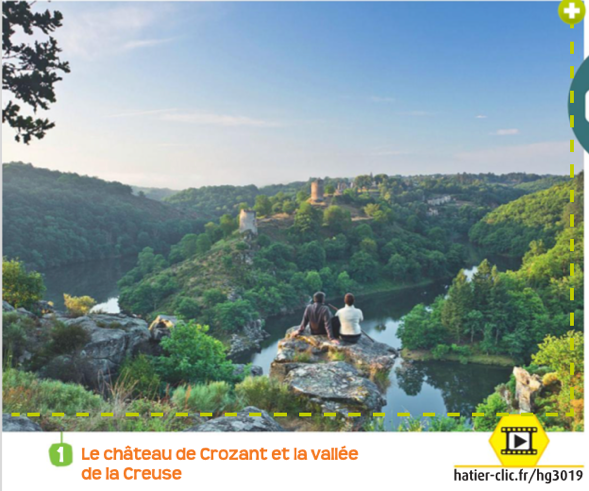 1 Le château de Crozant et la vallée
de la Creuse
hatier-clic.fr/hg3019